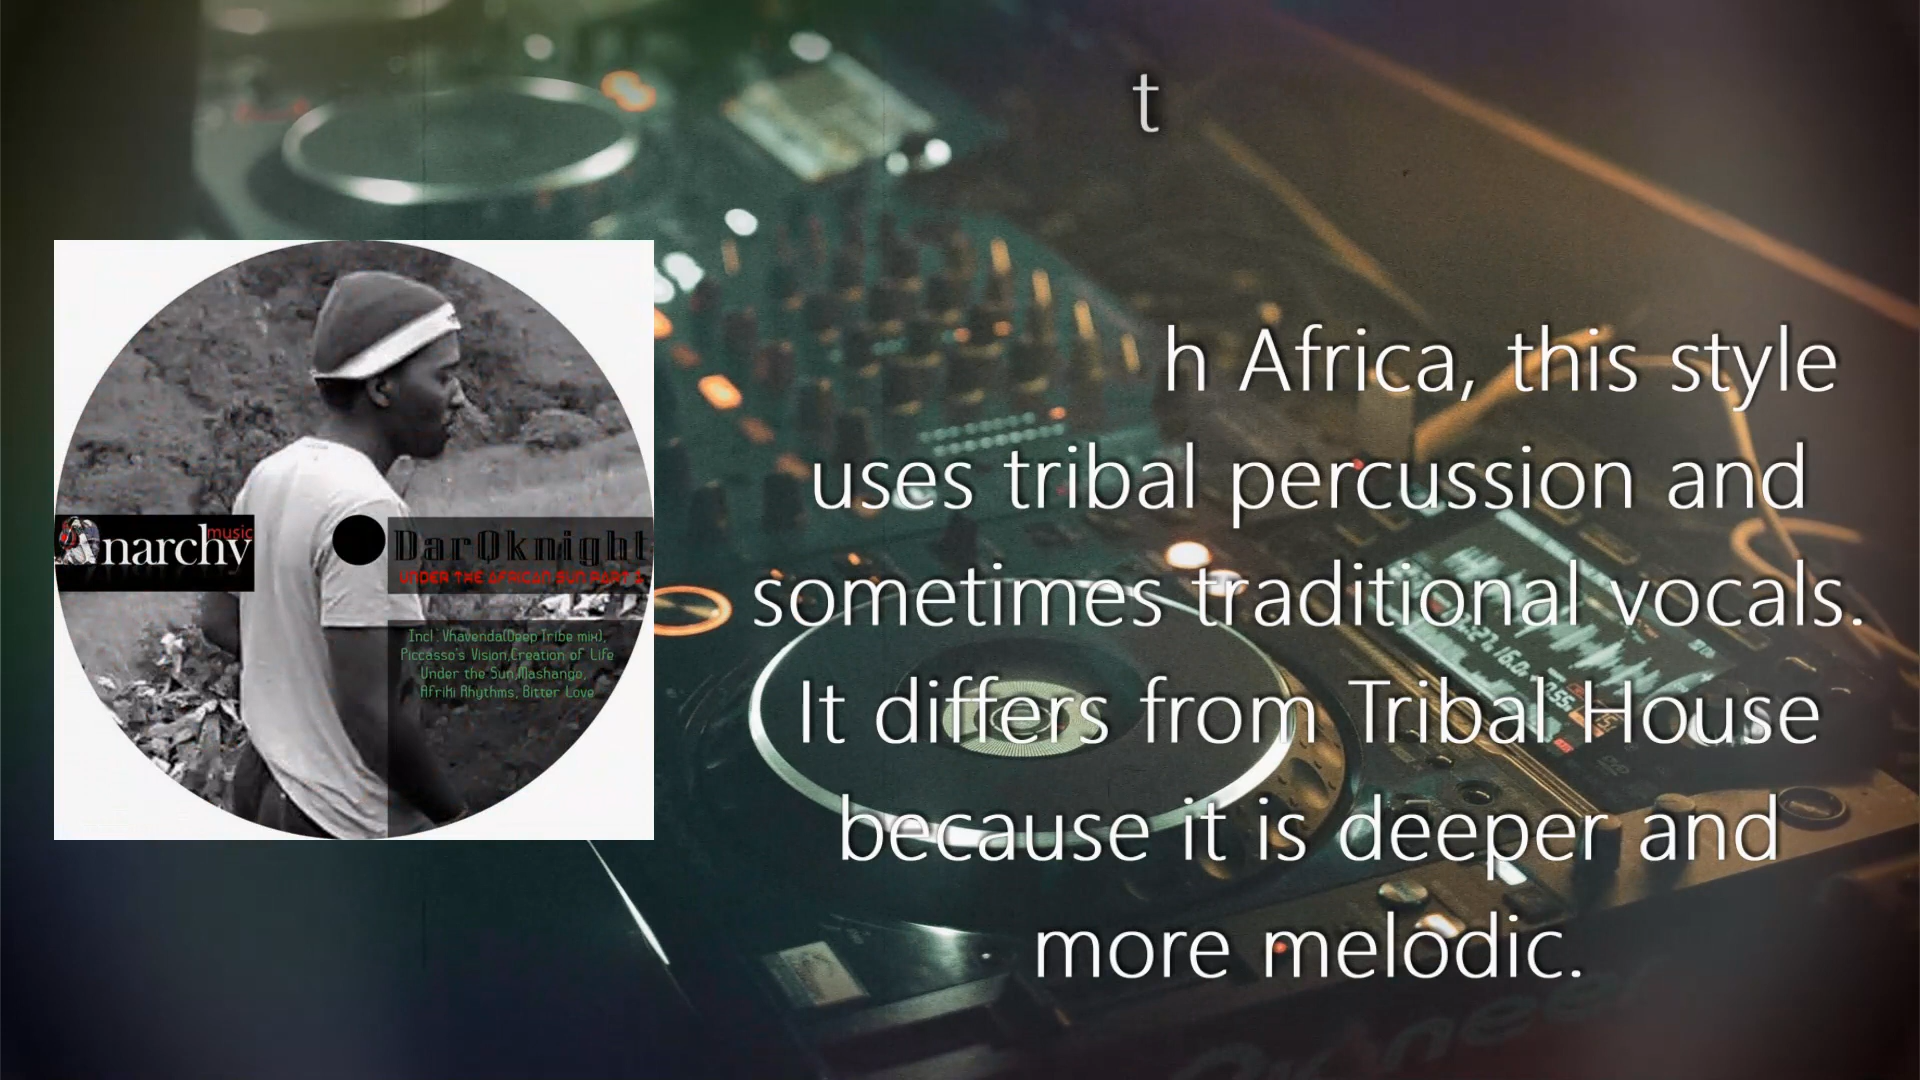 t
h Africa, this style
uses tribal percussion and
sometimes traditional vocals.
It differs from Tribal House
because it is deeper and
more melodic.
narchy music
DarQknight
UNDER THE AFRICAN SUN PART 1
Incl: Vhavenda(Deep Tribe mix),
Piccasso's Vision,Creation of Life
Under the Sun,Mashango,
Afriki Rhythms, Bitter Love